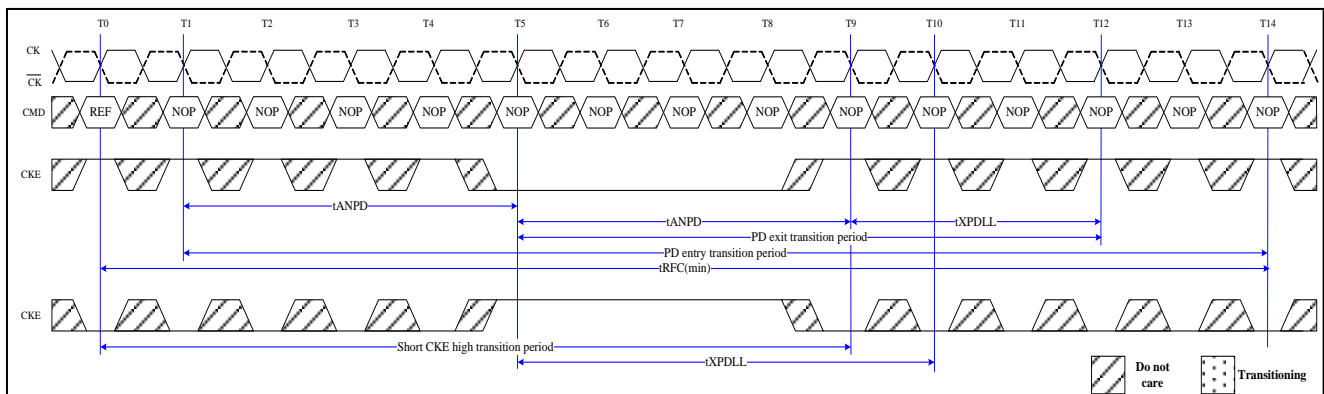 T0 T1 T2 T3 T4 T5 T6 T7 T8 T9 T10 T11 T12 T13 T14
CK
CK
CMD REF NOP NOP NOP NOP NOP NOP NOP NOP NOP NOP NOP NOP NOP NOP
CKE
tANPD
tANPD tXPDLL
PD exit transition period
PD entry transition period
tRFC(min)
CKE
Short CKE high transition period
tXPDLL
Do not care
Transitioning